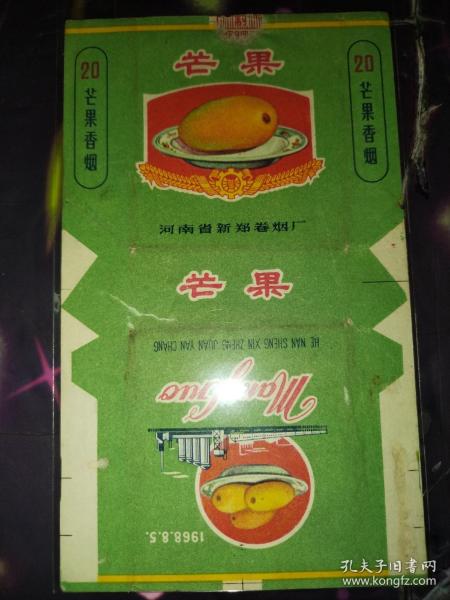 芒果
20
芒果香烟
20
芒果香烟
河南省新郑卷烟厂
芒果
HE NAN SHENG XIN ZHENG JUAN YAN CHANG
MangGuo
1968.8.5.
孔夫子旧书网
www.kongfz.com